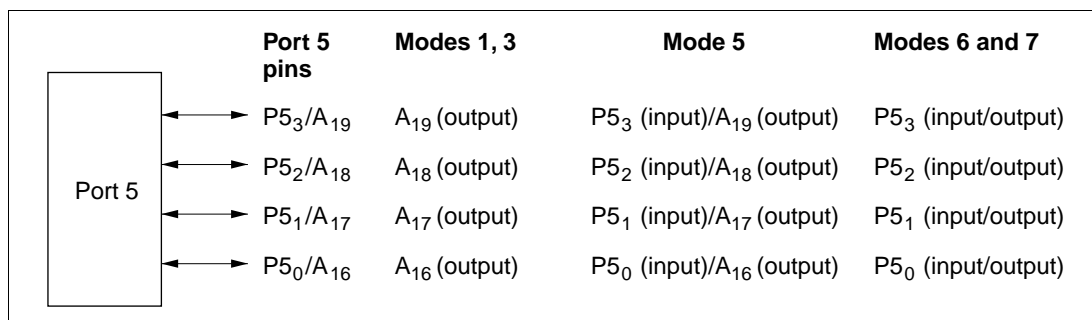 Port 5 pins Modes 1, 3 Mode 5 Modes 6 and 7
P5₃/A₁₉ A₁₉ (output) P5₃ (input)/A₁₉ (output) P5₃ (input/output)
P5₂/A₁₈ A₁₈ (output) P5₂ (input)/A₁₈ (output) P5₂ (input/output)
Port 5
P5₁/A₁₇ A₁₇ (output) P5₁ (input)/A₁₇ (output) P5₁ (input/output)
P5₀/A₁₆ A₁₆ (output) P5₀ (input)/A₁₆ (output) P5₀ (input/output)